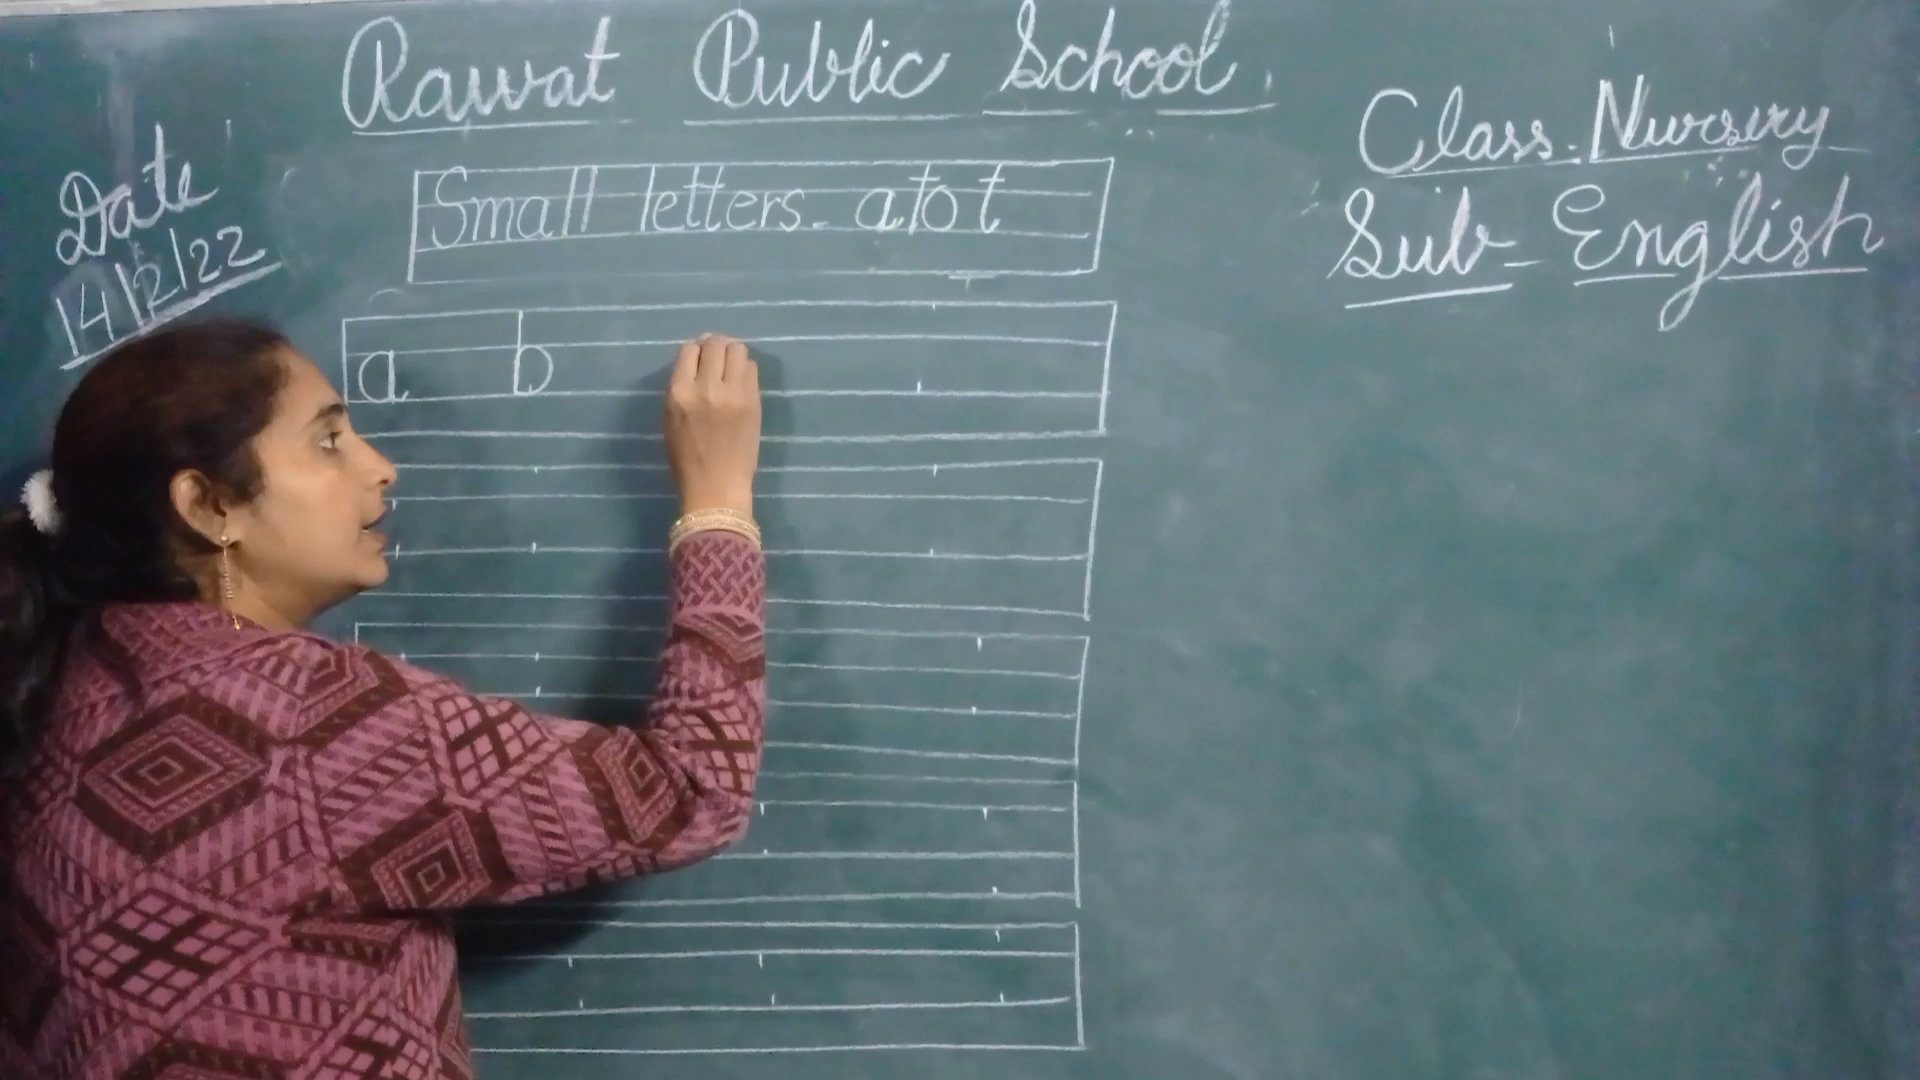 Rawat Public School
Date
14/12/22
Class. Nursery
Sub- English
Small letters- a to t
a b